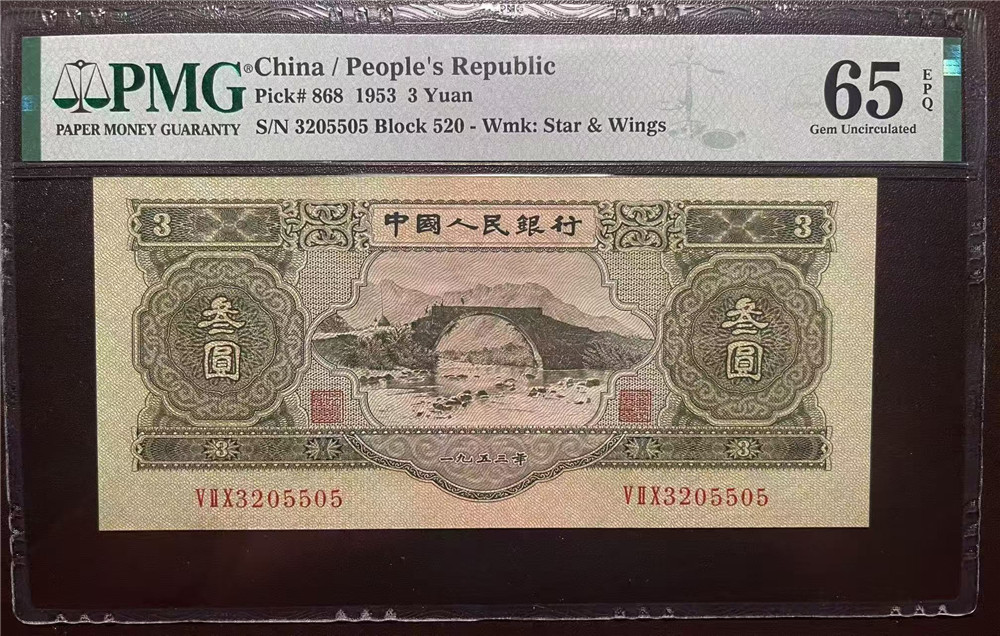 PMG®
PAPER MONEY GUARANTY
China / People's Republic
Pick# 868 1953 3 Yuan
S/N 3205505 Block 520 - Wmk: Star & Wings
65 EPQ
Gem Uncirculated
3 中國人民銀行 3
叁圓 叁圓
3 一九五三年 3
VⅡX3205505 VⅡX3205505